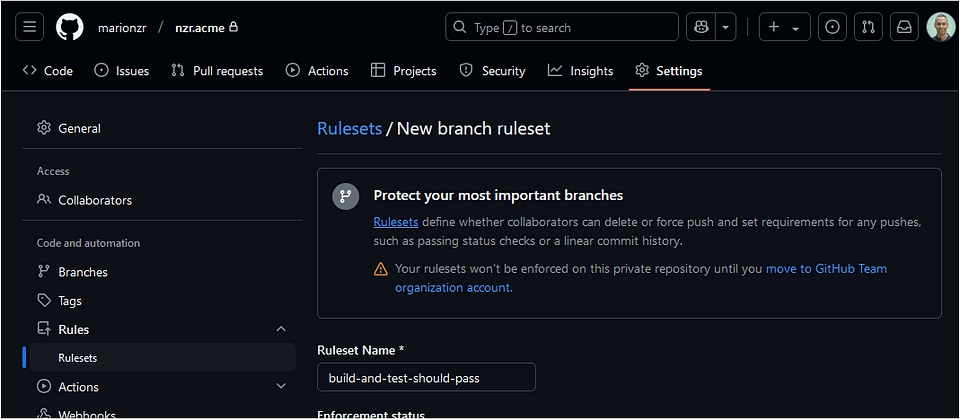 marionzr / nzr.acme
Type / to search
Code
Issues
Pull requests
Actions
Projects
Security
Insights
Settings
General
Access
Collaborators
Code and automation
Branches
Tags
Rules
Rulesets
Actions
Webhooks
Rulesets / New branch ruleset
Protect your most important branches
Rulesets define whether collaborators can delete or force push and set requirements for any pushes,
such as passing status checks or a linear commit history.
Your rulesets won't be enforced on this private repository until you move to GitHub Team
organization account.
Ruleset Name *
build-and-test-should-pass
Enforcement status